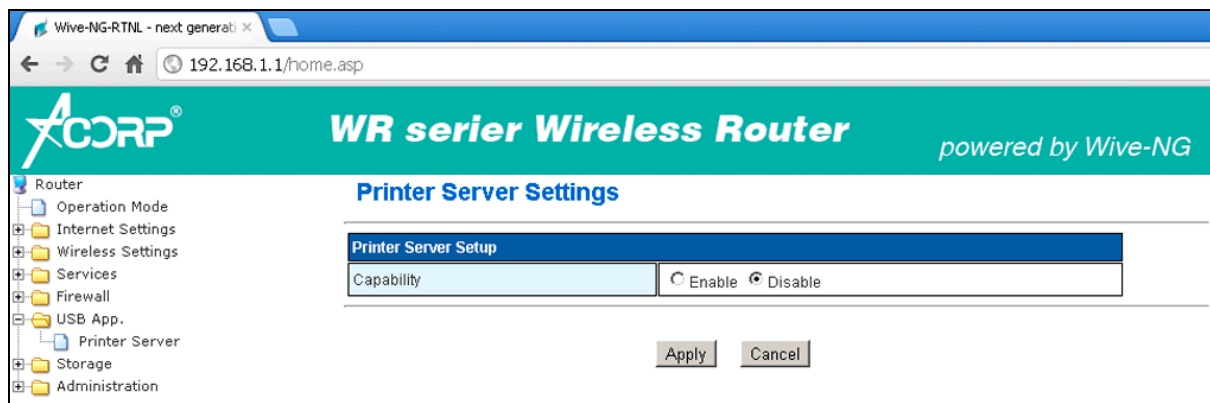 Wive-NG-RTNL - next generati
192.168.1.1/home.asp
ACORP®
WR serier Wireless Router
powered by Wive-NG
Router
Operation Mode
Internet Settings
Wireless Settings
Services
Firewall
USB App.
Printer Server
Storage
Administration
Printer Server Settings
Printer Server Setup
Capability
Enable Disable
Apply Cancel